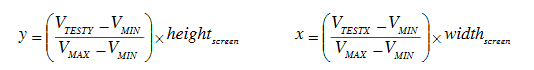 y = ( (V_TESTY − V_MIN) / (V_MAX − V_MIN) ) × height_screen    x = ( (V_TESTX − V_MIN) / (V_MAX − V_MIN) ) × width_screen